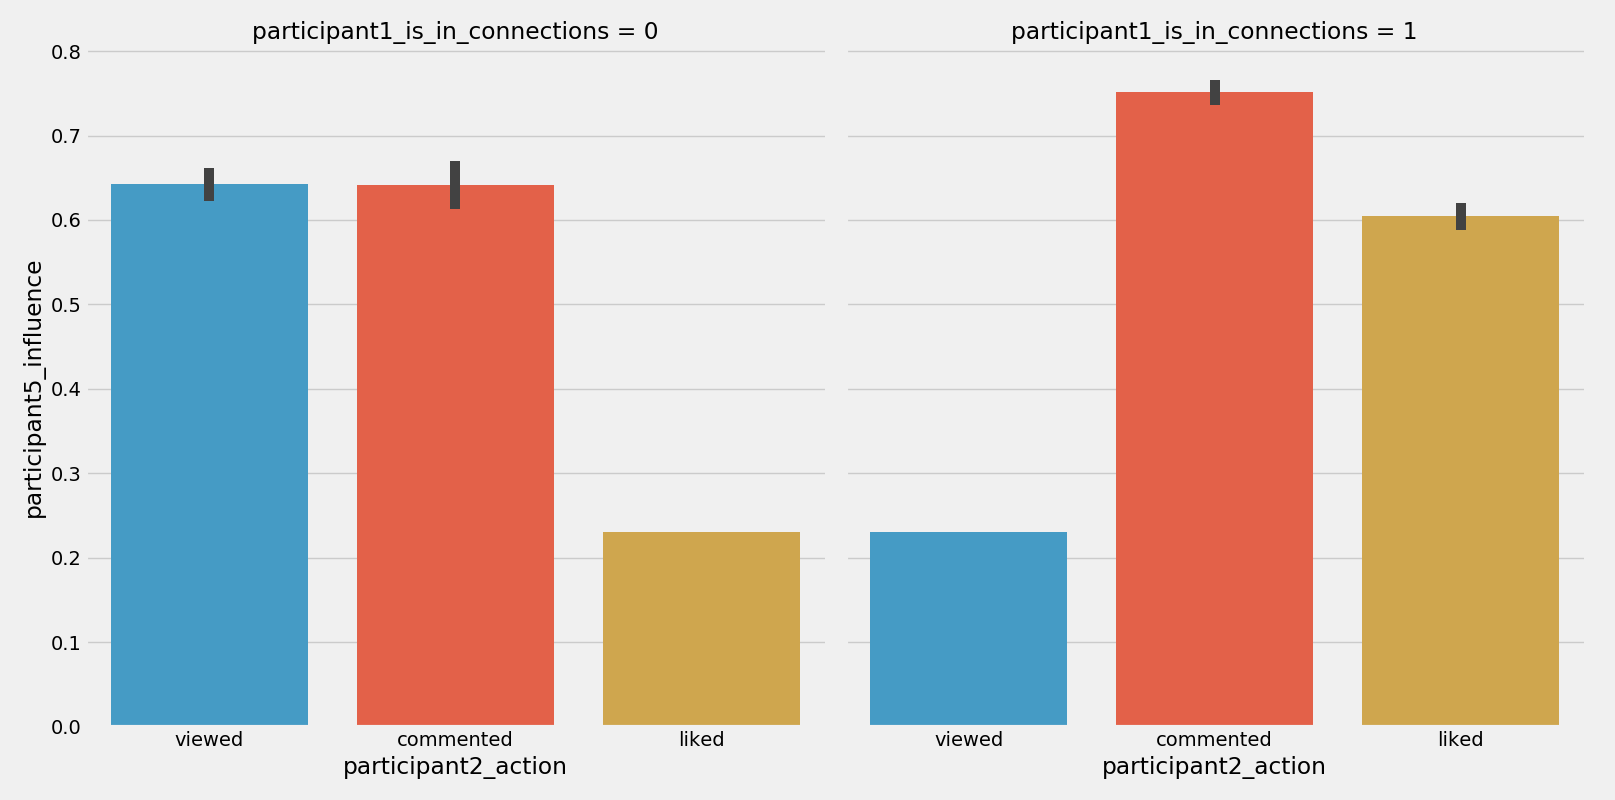 participant1_is_in_connections = 0
participant1_is_in_connections = 1
participant5_influence
0.8
0.7
0.6
0.5
0.4
0.3
0.2
0.1
0.0
viewed commented liked
viewed commented liked
participant2_action
participant2_action